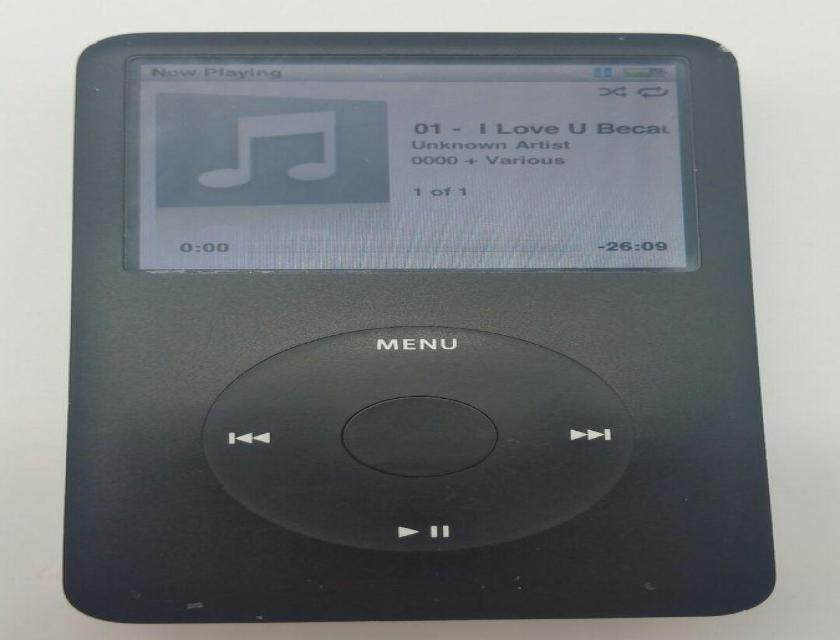 Now Playing
01 - I Love U Becau
Unknown Artist
0000 + Various
1 of 1
0:00 -26:09
MENU